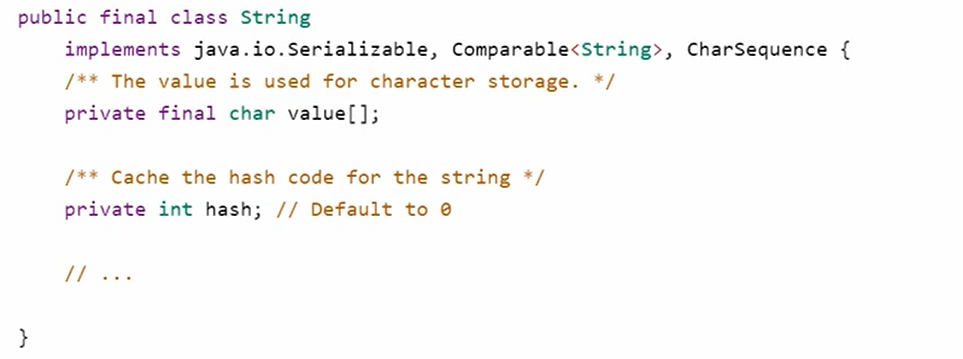 public final class String
    implements java.io.Serializable, Comparable<String>, CharSequence {
    /** The value is used for character storage. */
    private final char value[];

    /** Cache the hash code for the string */
    private int hash; // Default to 0

    // ...

}